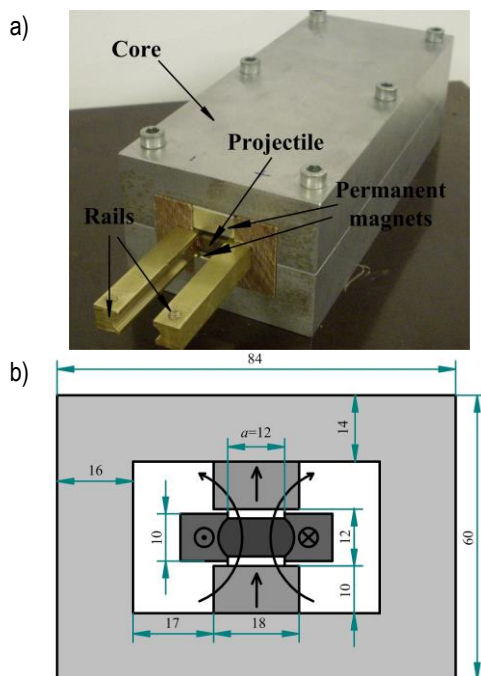 a)
Core
Projectile
Permanent
magnets
Rails
b)
84
a=12
14
16
10
12
60
10
17
18